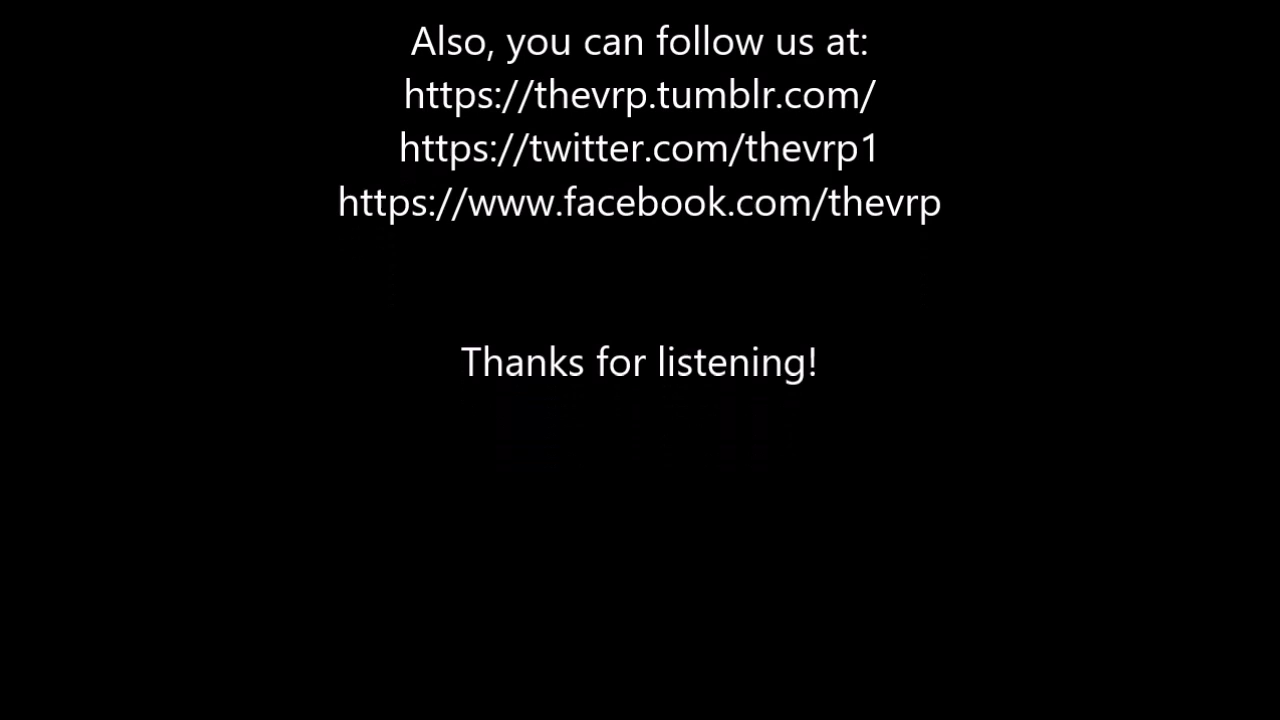 Also, you can follow us at:
https://thevrp.tumblr.com/
https://twitter.com/thevrp1
https://www.facebook.com/thevrp
Thanks for listening!